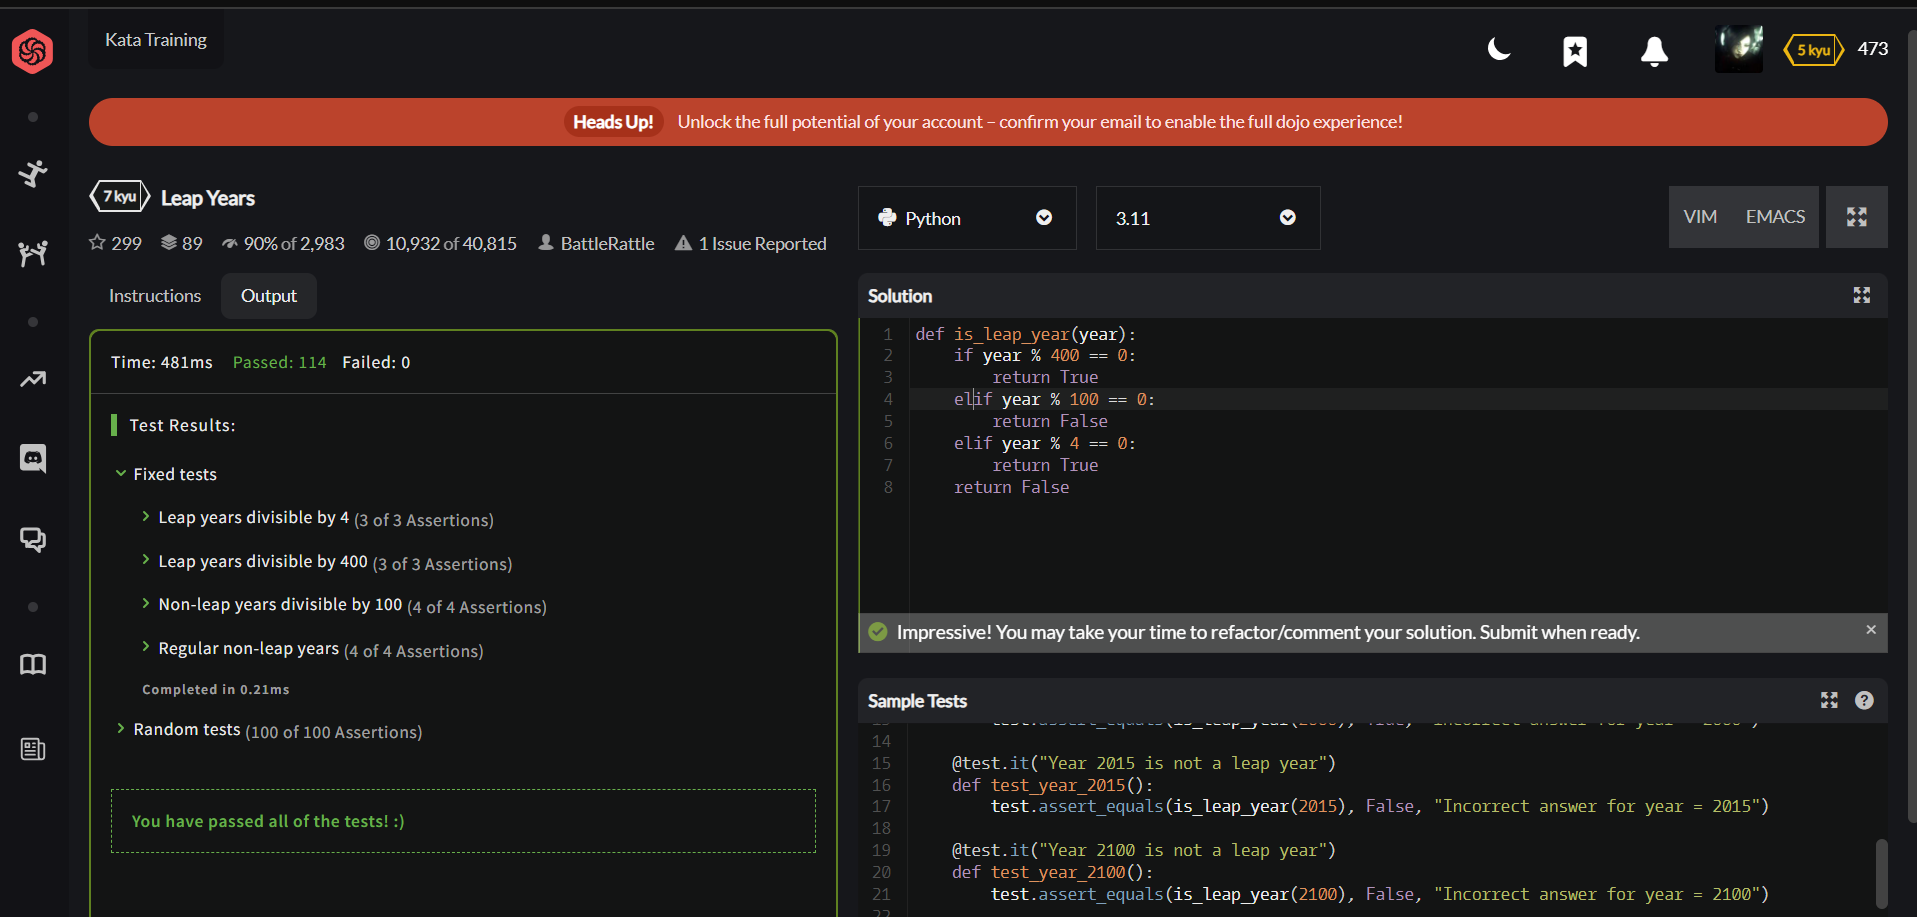 Kata Training
5 kyu 473
Heads Up! Unlock the full potential of your account – confirm your email to enable the full dojo experience!
7 kyu Leap Years
299 89 90% of 2,983 10,932 of 40,815 BattleRattle 1 Issue Reported
Instructions Output
Time: 481ms Passed: 114 Failed: 0
Test Results:
Fixed tests
Leap years divisible by 4 (3 of 3 Assertions)
Leap years divisible by 400 (3 of 3 Assertions)
Non-leap years divisible by 100 (4 of 4 Assertions)
Regular non-leap years (4 of 4 Assertions)
Completed in 0.21ms
Random tests (100 of 100 Assertions)
You have passed all of the tests! :)
Python 3.11 VIM EMACS
Solution
1 def is_leap_year(year):
2     if year % 400 == 0:
3         return True
4     elif year % 100 == 0:
5         return False
6     elif year % 4 == 0:
7         return True
8     return False
Impressive! You may take your time to refactor/comment your solution. Submit when ready.
Sample Tests
14
15     @test.it("Year 2015 is not a leap year")
16     def test_year_2015():
17         test.assert_equals(is_leap_year(2015), False, "Incorrect answer for year = 2015")
18
19     @test.it("Year 2100 is not a leap year")
20     def test_year_2100():
21         test.assert_equals(is_leap_year(2100), False, "Incorrect answer for year = 2100")